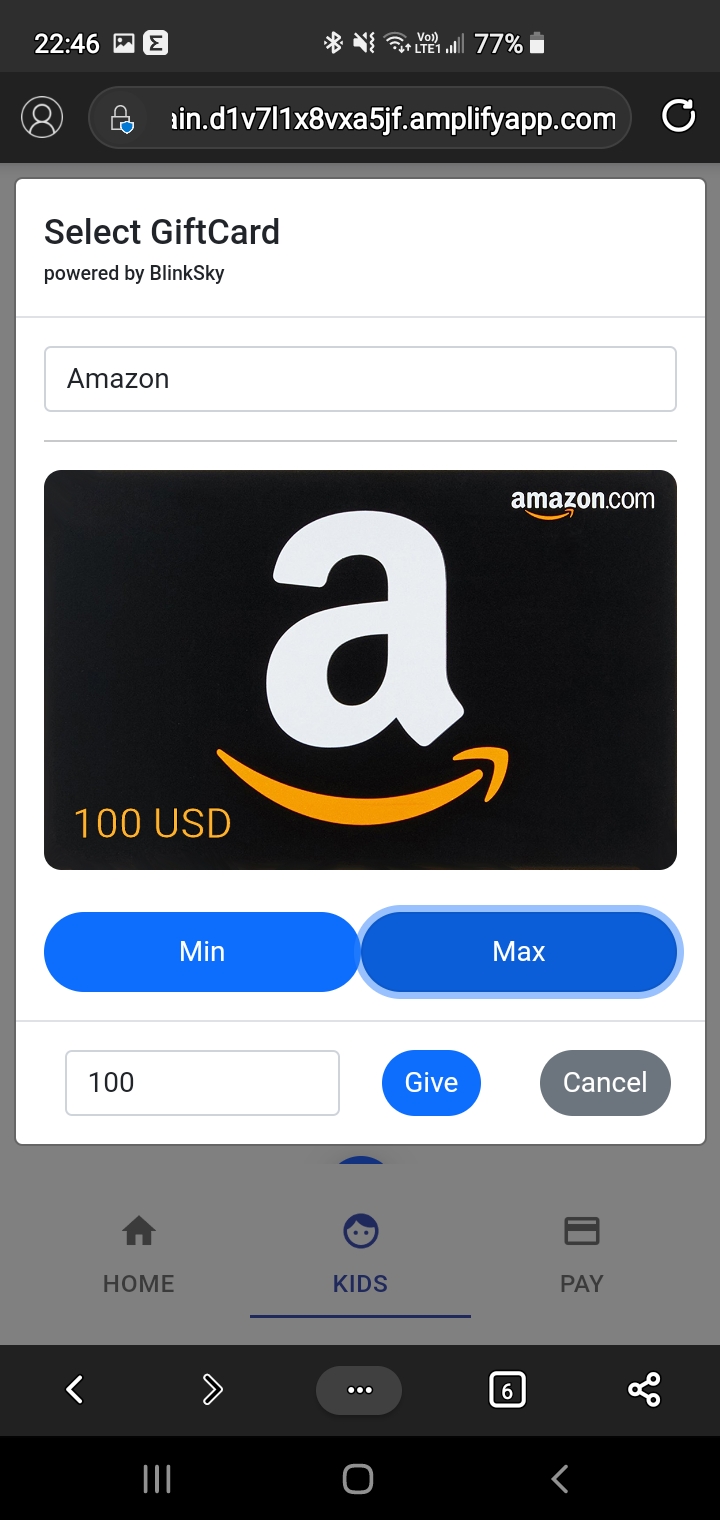 22:46
Vo)) LTE1 77%
ain.d1v7l1x8vxa5jf.amplifyapp.com
Select GiftCard
powered by BlinkSky
Amazon
amazon.com
a
100 USD
Min Max
100 Give Cancel
HOME KIDS PAY
6